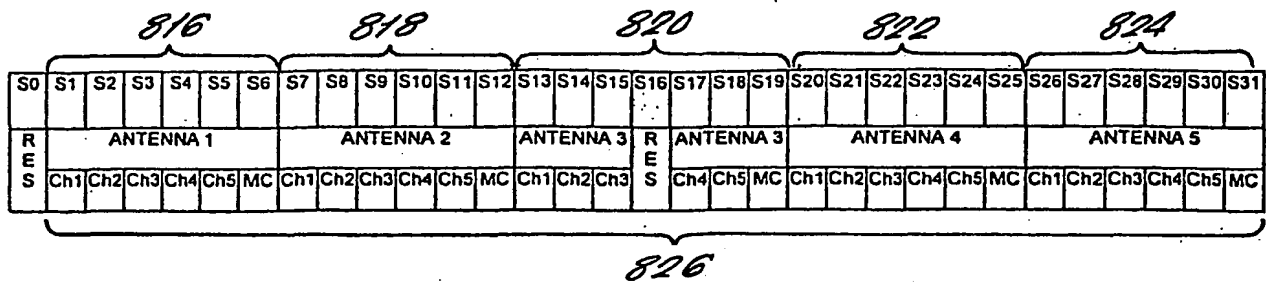 816 818 820 822 824
S0 S1 S2 S3 S4 S5 S6 S7 S8 S9 S10 S11 S12 S13 S14 S15 S16 S17 S18 S19 S20 S21 S22 S23 S24 S25 S26 S27 S28 S29 S30 S31
RES ANTENNA 1 ANTENNA 2 ANTENNA 3 RES ANTENNA 3 ANTENNA 4 ANTENNA 5
Ch1 Ch2 Ch3 Ch4 Ch5 MC Ch1 Ch2 Ch3 Ch4 Ch5 MC Ch1 Ch2 Ch3 Ch4 Ch5 MC Ch1 Ch2 Ch3 Ch4 Ch5 MC Ch1 Ch2 Ch3 Ch4 Ch5 MC
826